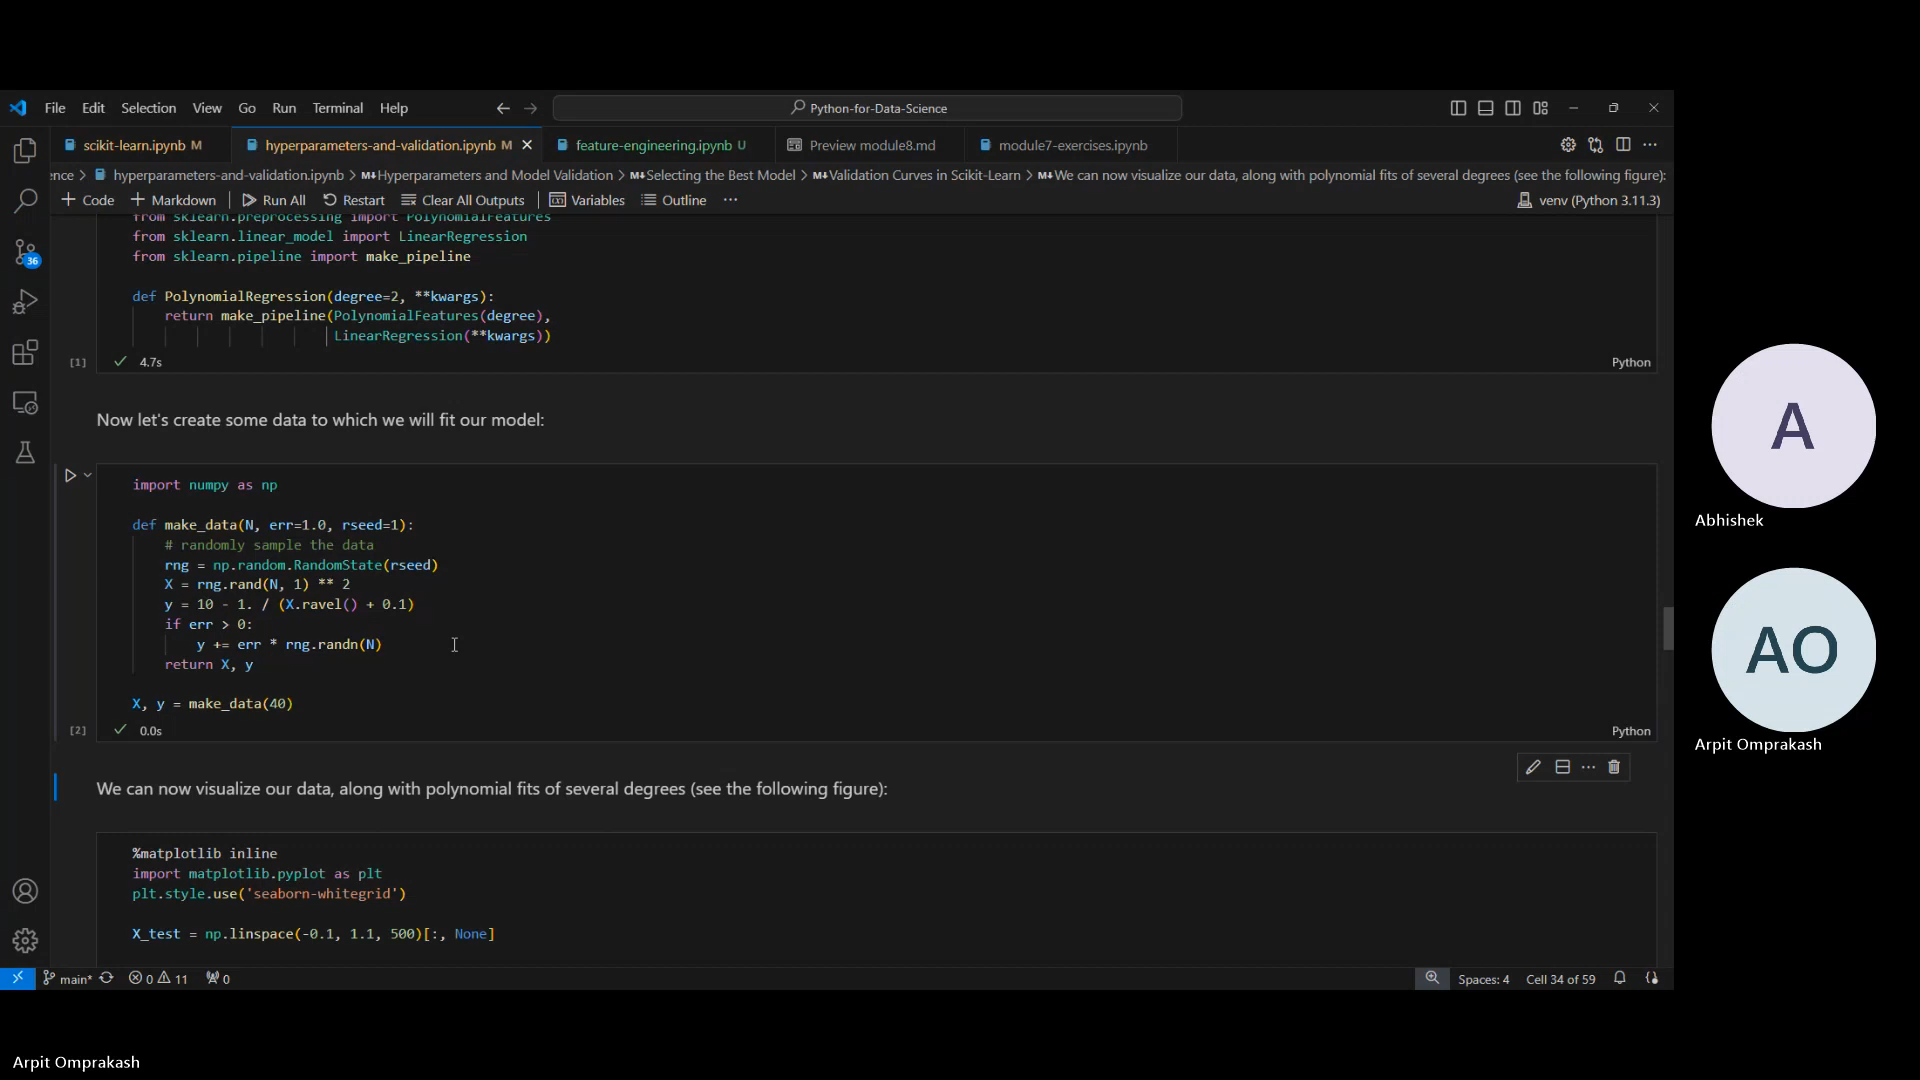 File Edit Selection View Go Run Terminal Help
Python-for-Data-Science
scikit-learn.ipynb M
hyperparameters-and-validation.ipynb M
feature-engineering.ipynb U
Preview module8.md
module7-exercises.ipynb
ence > hyperparameters-and-validation.ipynb > M↓Hyperparameters and Model Validation > M↓Selecting the Best Model > M↓Validation Curves in Scikit-Learn > M↓We can now visualize our data, along with polynomial fits of several degrees (see the following figure):
+ Code + Markdown Run All Restart Clear All Outputs Variables Outline ...
venv (Python 3.11.3)
from sklearn.preprocessing import PolynomialFeatures
from sklearn.linear_model import LinearRegression
from sklearn.pipeline import make_pipeline
def PolynomialRegression(degree=2, **kwargs):
return make_pipeline(PolynomialFeatures(degree),
LinearRegression(**kwargs))
[1] 4.7s Python
Now let's create some data to which we will fit our model:
import numpy as np
def make_data(N, err=1.0, rseed=1):
# randomly sample the data
rng = np.random.RandomState(rseed)
X = rng.rand(N, 1) ** 2
y = 10 - 1. / (X.ravel() + 0.1)
if err > 0:
y += err * rng.randn(N)
return X, y
X, y = make_data(40)
[2] 0.0s Python
We can now visualize our data, along with polynomial fits of several degrees (see the following figure):
%matplotlib inline
import matplotlib.pyplot as plt
plt.style.use('seaborn-whitegrid')
X_test = np.linspace(-0.1, 1.1, 500)[:, None]
36
main* 0 11 0
Spaces: 4 Cell 34 of 59
A
Abhishek
AO
Arpit Omprakash
Arpit Omprakash